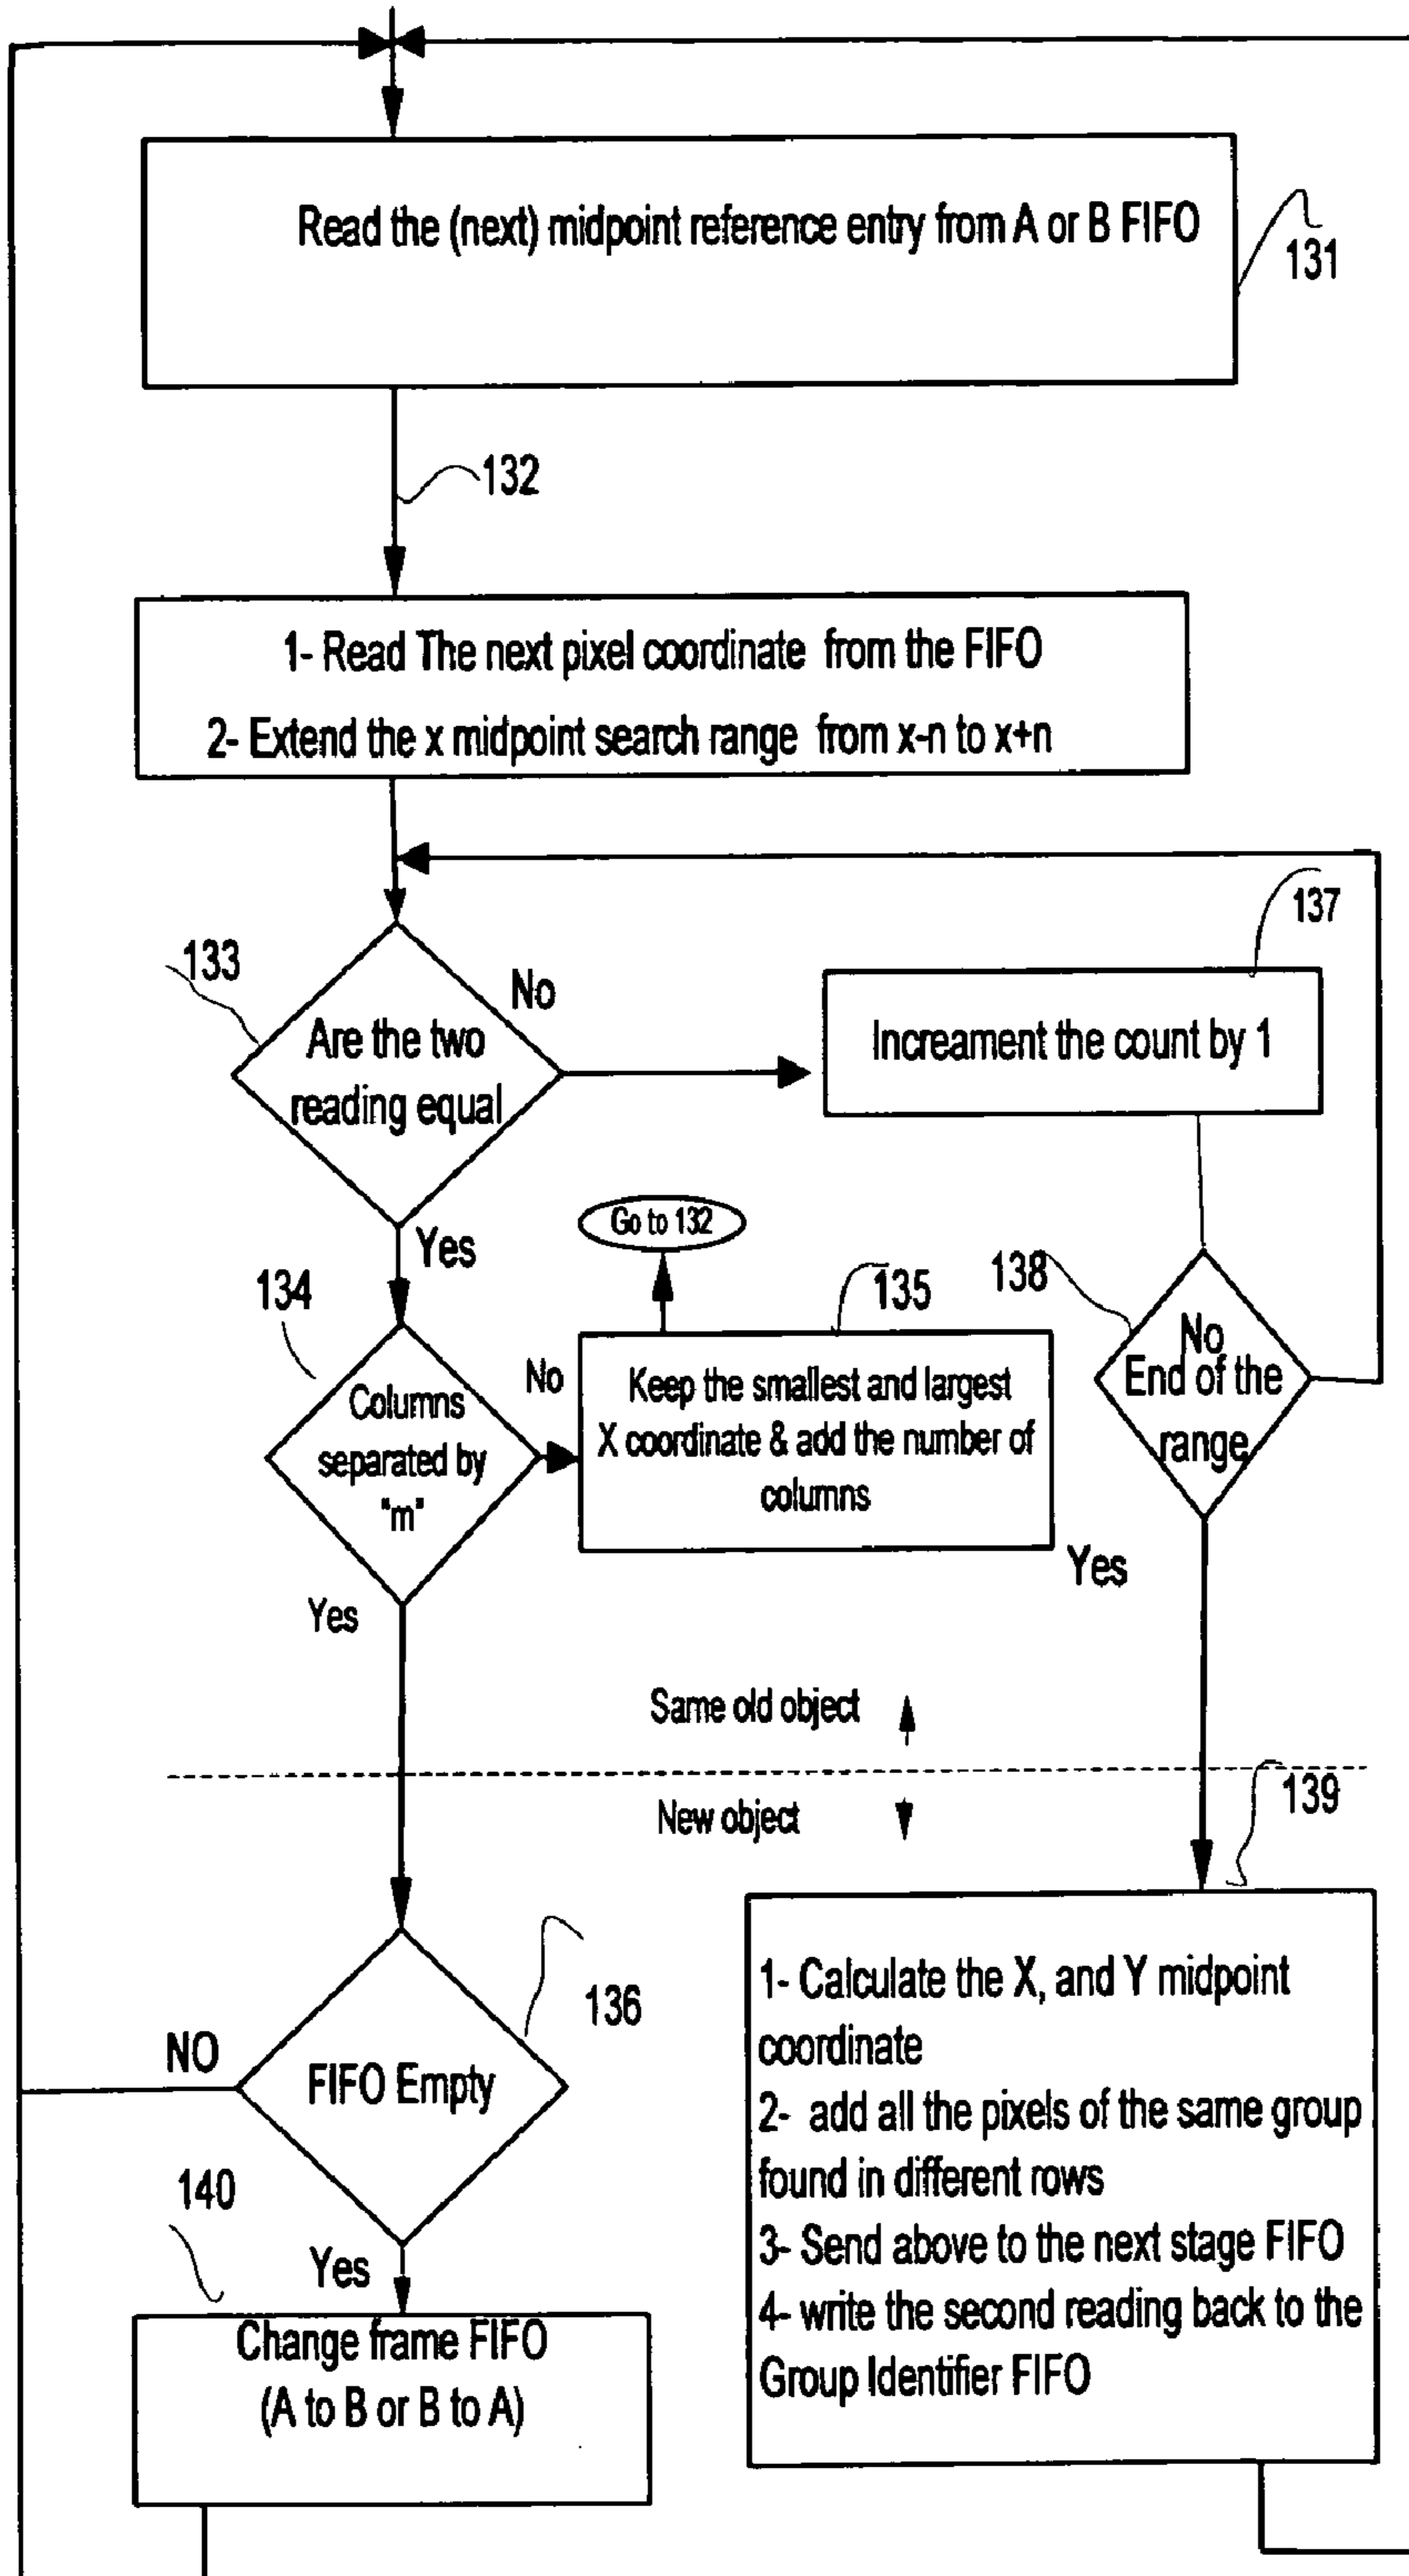 Read the (next) midpoint reference entry from A or B FIFO
131
132
1- Read The next pixel coordinate from the FIFO
2- Extend the x midpoint search range from x-n to x+n
133
Are the two
reading equal
No
137
Increament the count by 1
Yes
134
Columns
separated by
"m"
No
Go to 132
135
Keep the smallest and largest
X coordinate & add the number of
columns
138
No
End of the
range
Yes
Yes
Same old object
New object
139
136
FIFO Empty
NO
1- Calculate the X, and Y midpoint
coordinate
2- add all the pixels of the same group
found in different rows
3- Send above to the next stage FIFO
4- write the second reading back to the
Group Identifier FIFO
140
Yes
Change frame FIFO
(A to B or B to A)